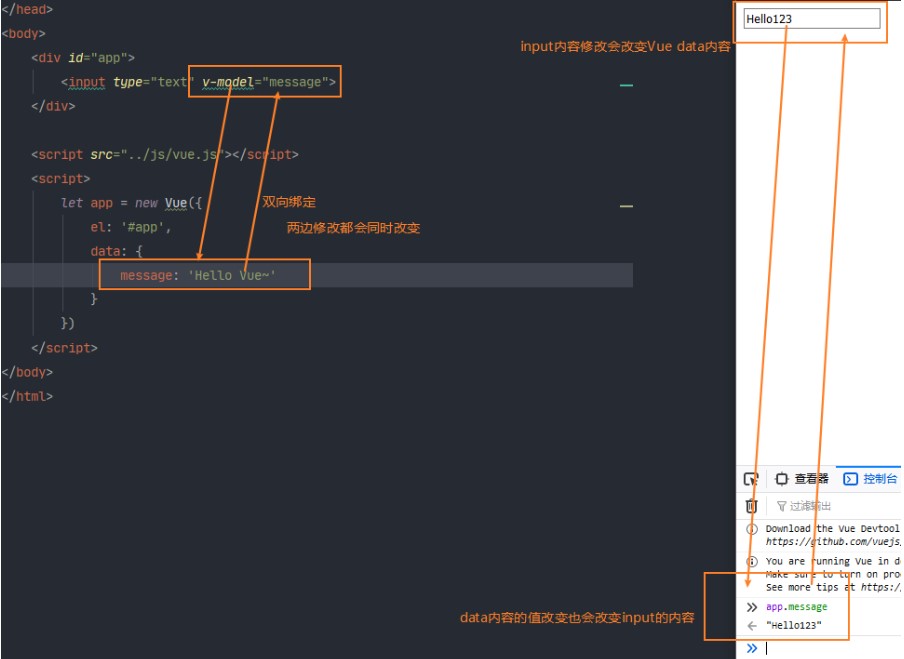 </head>
<body>
<div id="app">
<input type="text" v-model="message">
</div>
<script src="../js/vue.js"></script>
<script>
let app = new Vue({
el: '#app',
data: {
message: 'Hello Vue~'
}
})
</script>
</body>
</html>
双向绑定
两边修改都会同时改变
input内容修改会改变Vue data内容
data内容的值改变也会改变input的内容
Hello123
查看器
控制台
过滤输出
Download the Vue Devtool
https://github.com/vuejs/
You are running Vue in d
Make sure to turn on pro
See more tips at https:/
app.message
"Hello123"